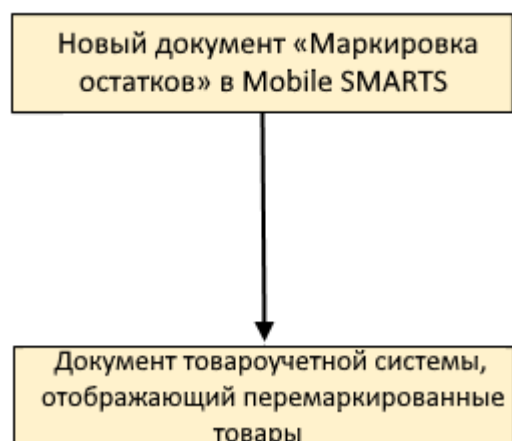 Новый документ «Маркировка
остатков» в Mobile SMARTS
Документ товароучетной системы,
отображающий перемаркированные
товары